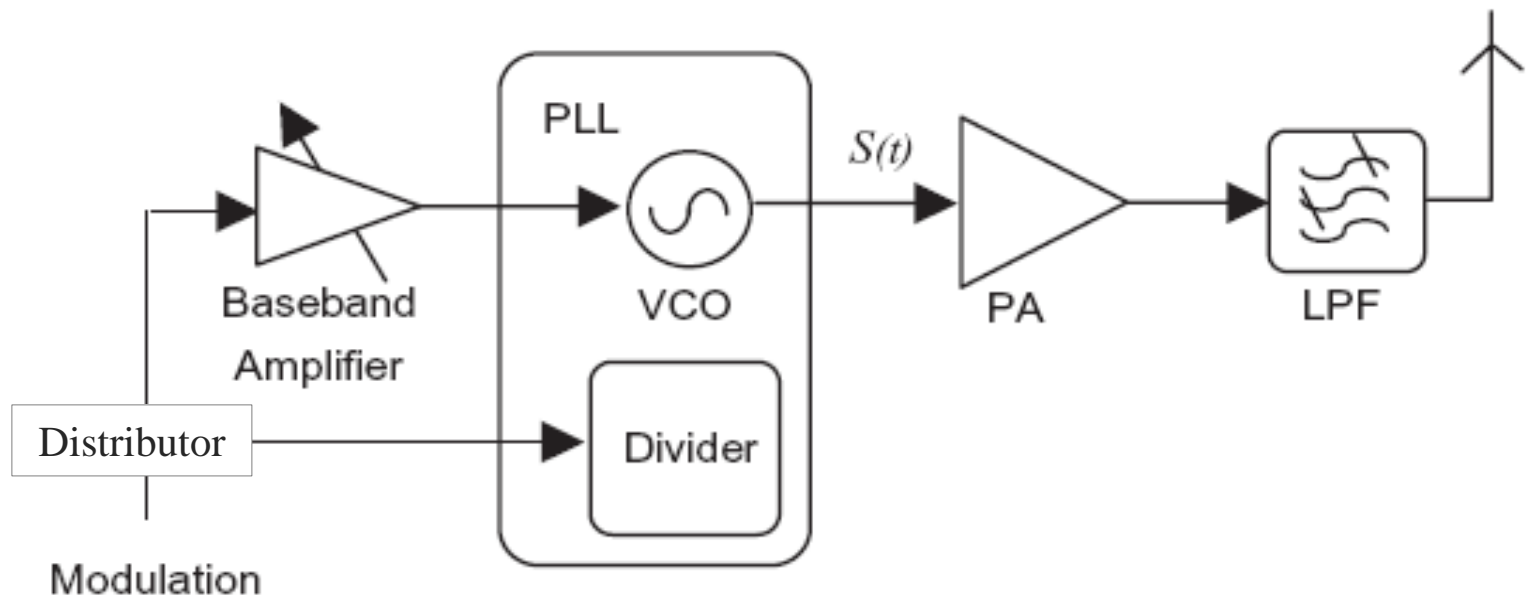 PLL
S(t)
Baseband
Amplifier
VCO
PA
LPF
Distributor
Divider
Modulation